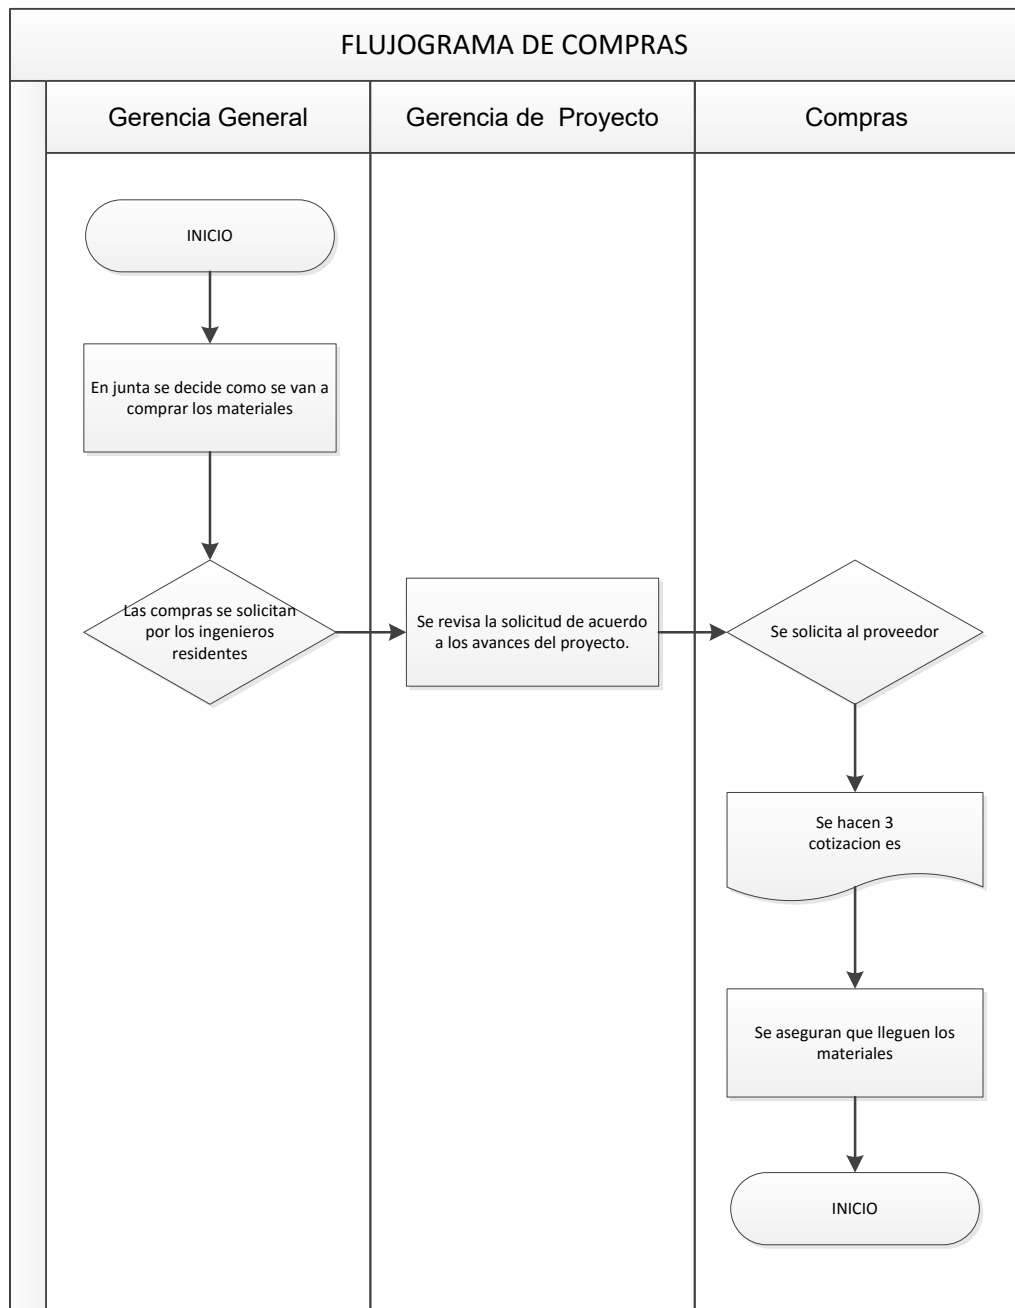 FLUJOGRAMA DE COMPRAS
Gerencia General
Gerencia de Proyecto
Compras
INICIO
En junta se decide como se van a
comprar los materiales
Las compras se solicitan
por los ingenieros
residentes
Se revisa la solicitud de acuerdo
a los avances del proyecto.
Se solicita al proveedor
Se hacen 3
cotizacion es
Se aseguran que lleguen los
materiales
INICIO